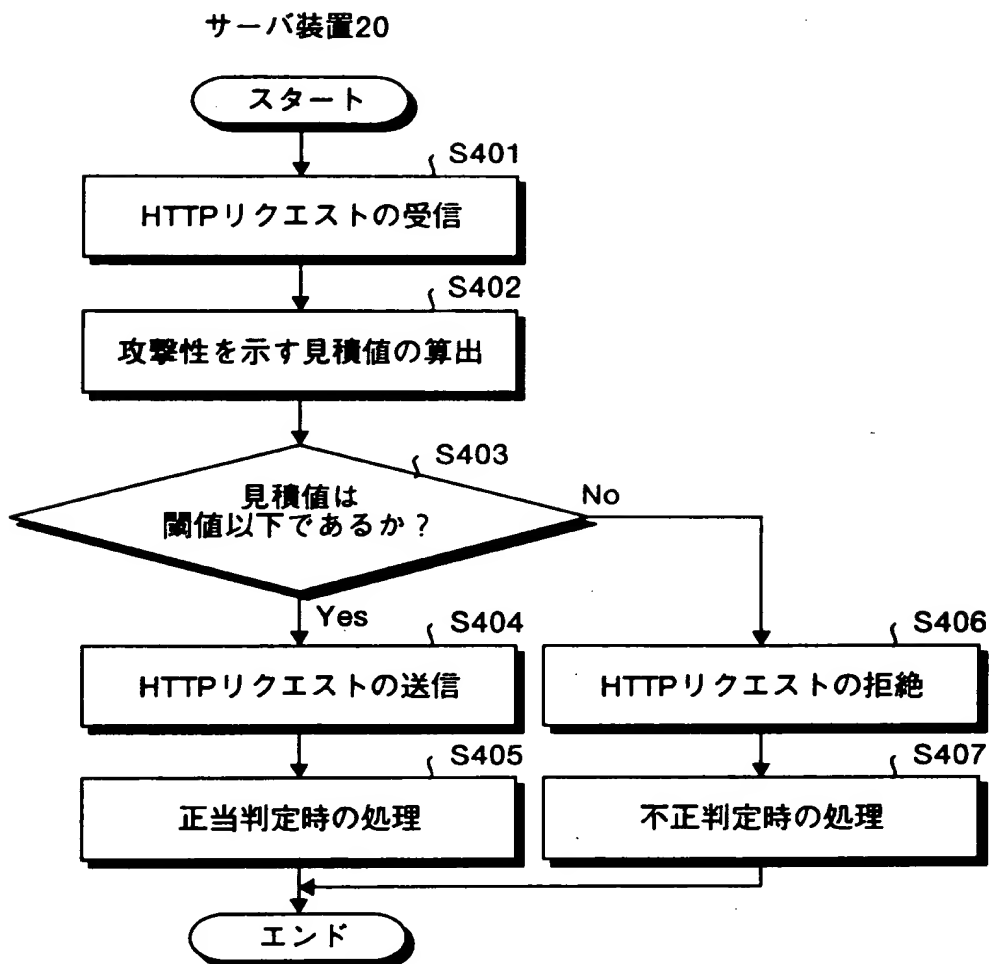 サーバ装置20
スタート
S401
HTTPリクエストの受信
S402
攻撃性を示す見積値の算出
S403
見積値は
閾値以下であるか?
No
Yes
S404
HTTPリクエストの送信
S406
HTTPリクエストの拒絶
S405
正当判定時の処理
S407
不正判定時の処理
エンド